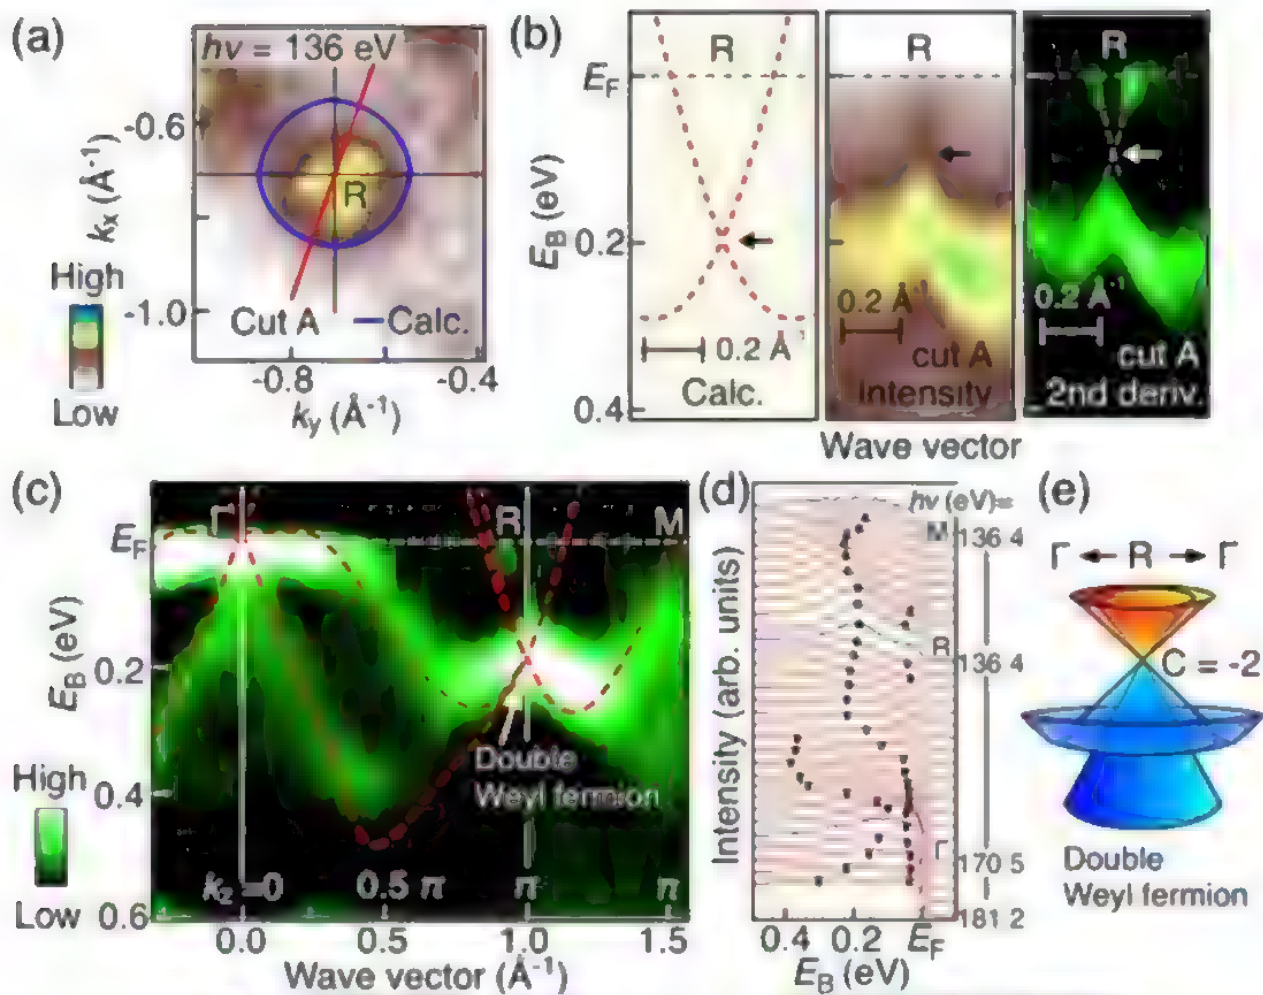 (a)
hν = 136 eV
-0.6
-1.0
kx (Å⁻¹)
R
Cut A
Calc.
High
Low
-0.8
-0.4
ky (Å⁻¹)
(b)
EF
0.2
0.4
EB (eV)
R
0.2 Å⁻¹
Calc.
R
0.2 Å⁻¹
cut A
Intensity
R
0.2 Å⁻¹
cut A
2nd deriv.
Wave vector
(c)
Γ
R
M
EF
0.2
0.4
0.6
EB (eV)
Double
Weyl fermion
kz=0
0.5 π
π
π
High
Low
0.0
0.5
1.0
1.5
Wave vector (Å⁻¹)
(d)
hν (eV)=
M
136.4
R
136.4
Γ
170.5
181.2
Intensity (arb. units)
0.4
0.2
EF
EB (eV)
(e)
Γ ← R → Γ
C = -2
Double
Weyl fermion